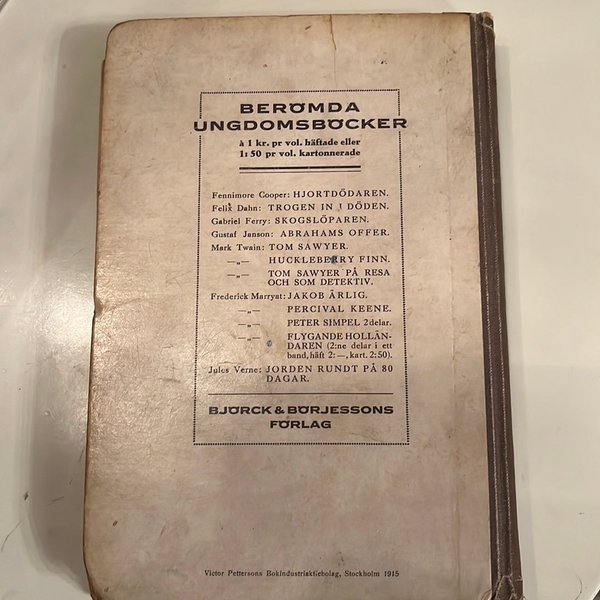 BERÖMDA
UNGDOMSBÖCKER
à 1 kr. pr vol. häftade eller
1:50 pr vol. kartonnerade
Fennimore Cooper: HJORTDÖDAREN.
Felix Dahn: TROGEN IN I DÖDEN.
Gabriel Ferry: SKOGSLÖPAREN.
Gustaf Janson: ABRAHAMS OFFER.
Mark Twain: TOM SAWYER.
—„— HUCKLEBERRY FINN.
—„— TOM SAWYER PÅ RESA
OCH SOM DETEKTIV.
Frederick Marryat: JAKOB ÄRLIG.
—„— PERCIVAL KEENE.
—„— PETER SIMPEL 2 delar.
—„— FLYGANDE HOLLÄN-
DAREN (2:ne delar i ett
band, häft 2: —, kart. 2:50).
Jules Verne: JORDEN RUNDT PÅ 80
DAGAR.
BJÖRCK & BÖRJESSONS
FÖRLAG
Victor Pettersons Bokindustriaktiebolag, Stockholm 1915